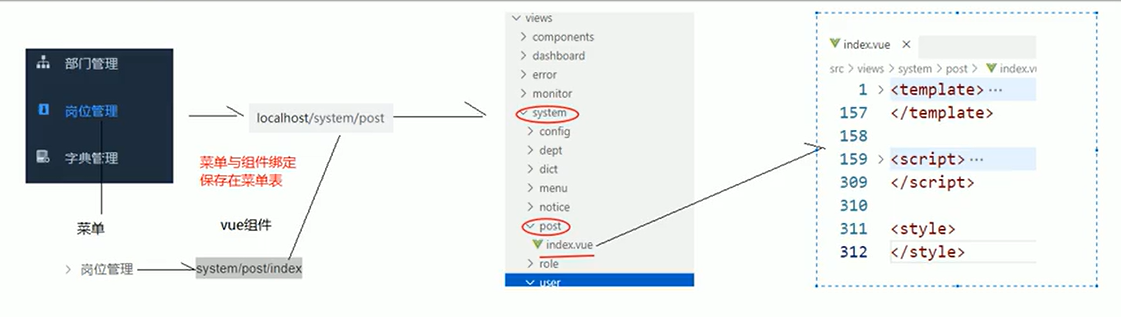 部门管理
岗位管理
字典管理
菜单
岗位管理
localhost/system/post
菜单与组件绑定
保存在菜单表
vue组件
system/post/index
views
components
dashboard
error
monitor
system
config
dept
dict
menu
notice
post
index.vue
role
user
index.vue ×
src > views > system > post > index.v
1 > <template> ···
157 </template>
158
159 > <script> ···
309 </script>
310
311 <style>
312 </style>